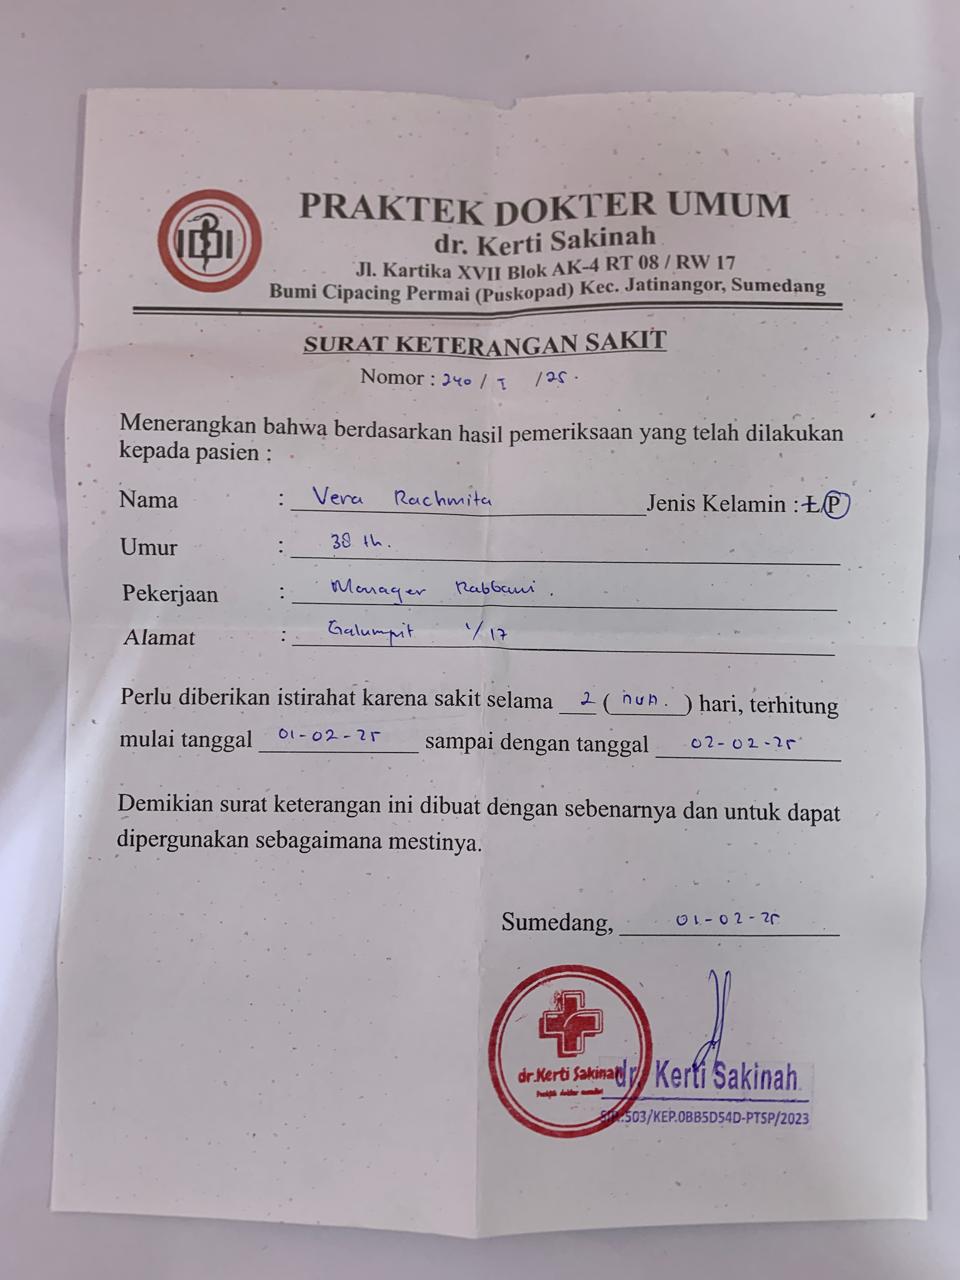 IDI
PRAKTEK DOKTER UMUM
dr. Kerti Sakinah
Jl. Kartika XVII Blok AK-4 RT 08 / RW 17
Bumi Cipacing Permai (Puskopad) Kec. Jatinangor, Sumedang
SURAT KETERANGAN SAKIT
Nomor : 240 / I / 25.
Menerangkan bahwa berdasarkan hasil pemeriksaan yang telah dilakukan
kepada pasien :
Nama : Vera Rachmita Jenis Kelamin : L/P
Umur : 38 th.
Pekerjaan : Manager Rabbani.
Alamat : Galumpit 1/17
Perlu diberikan istirahat karena sakit selama 2 ( ) hari, terhitung
mulai tanggal 01-02-25 sampai dengan tanggal 02-02-25
Demikian surat keterangan ini dibuat dengan sebenarnya dan untuk dapat
dipergunakan sebagaimana mestinya.
Sumedang, 01-02-25
dr.Kerti Sakinah
Praktek dokter mandiri
dr. Kerti Sakinah
SIP.503/KEP.0BB5D54D-PTSP/2023